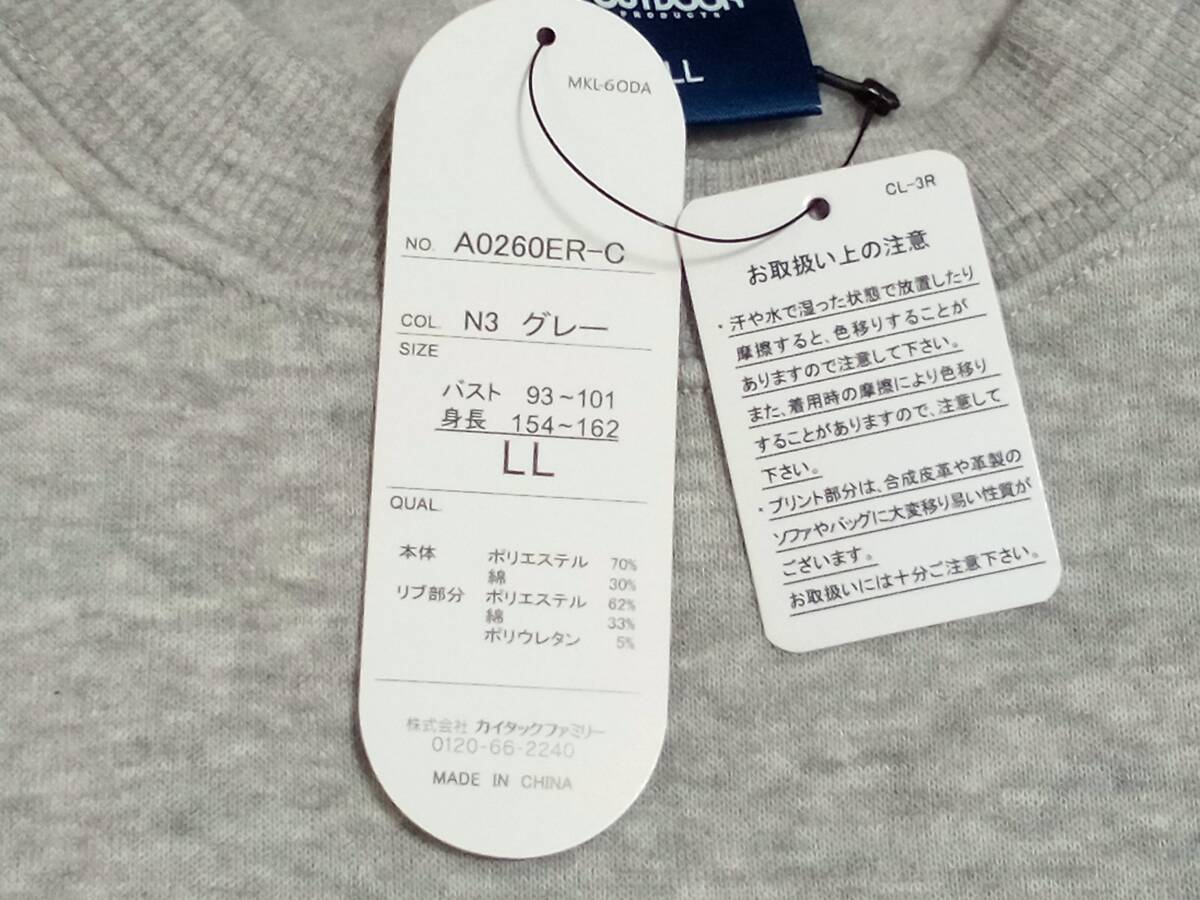 OUTDOOR
PRODUCTS
LL
MKL-6ODA
NO. A0260ER-C
COL. N3 グレー
SIZE
バスト 93~101
身長 154~162
LL
QUAL.
本体 ポリエステル 70%
綿 30%
リブ部分 ポリエステル 62%
綿 33%
ポリウレタン 5%
株式会社 カイタックファミリー
0120-66-2240
MADE IN CHINA
CL-3R
お取扱い上の注意
・汗や水で湿った状態で放置したり
摩擦すると、色移りすることが
ありますので注意して下さい。
また、着用時の摩擦により色移り
することがありますので、注意して
下さい。
・プリント部分は、合成皮革や革製の
ソファやバッグに大変移り易い性質が
ございます。
お取扱いには十分ご注意下さい。